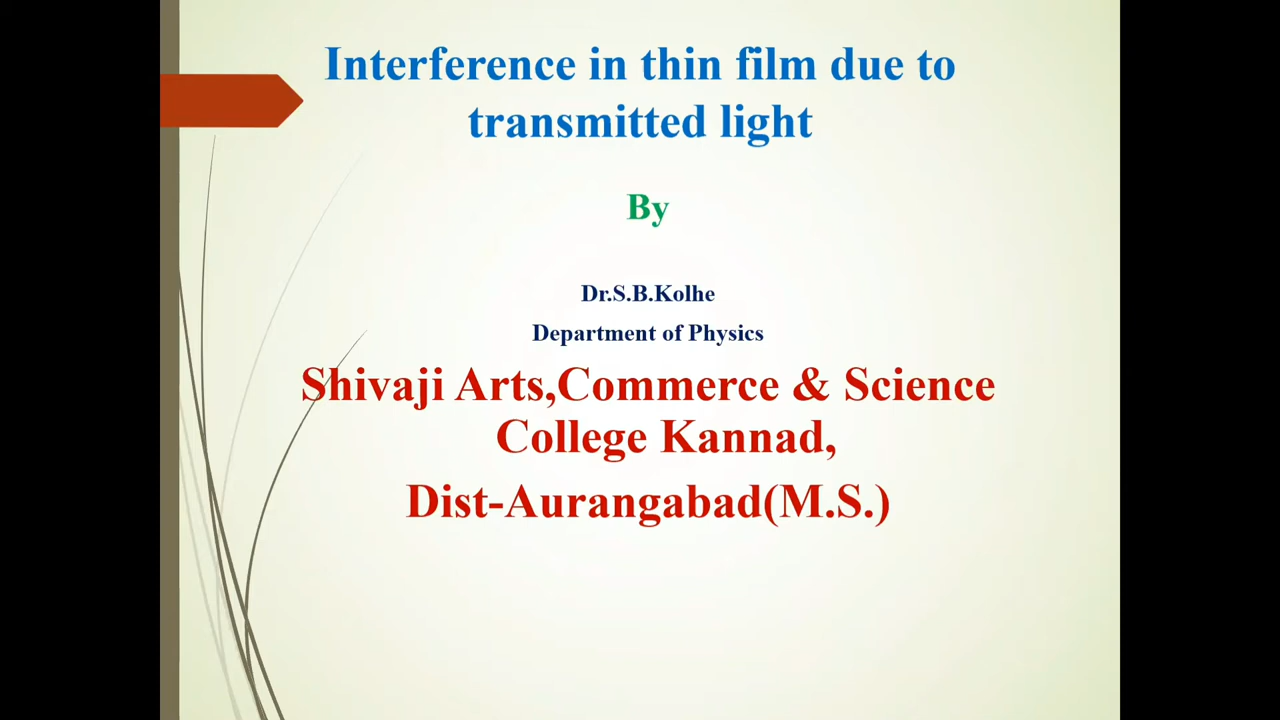 Interference in thin film due to
transmitted light
By
Dr.S.B.Kolhe
Department of Physics
Shivaji Arts,Commerce & Science
College Kannad,
Dist-Aurangabad(M.S.)